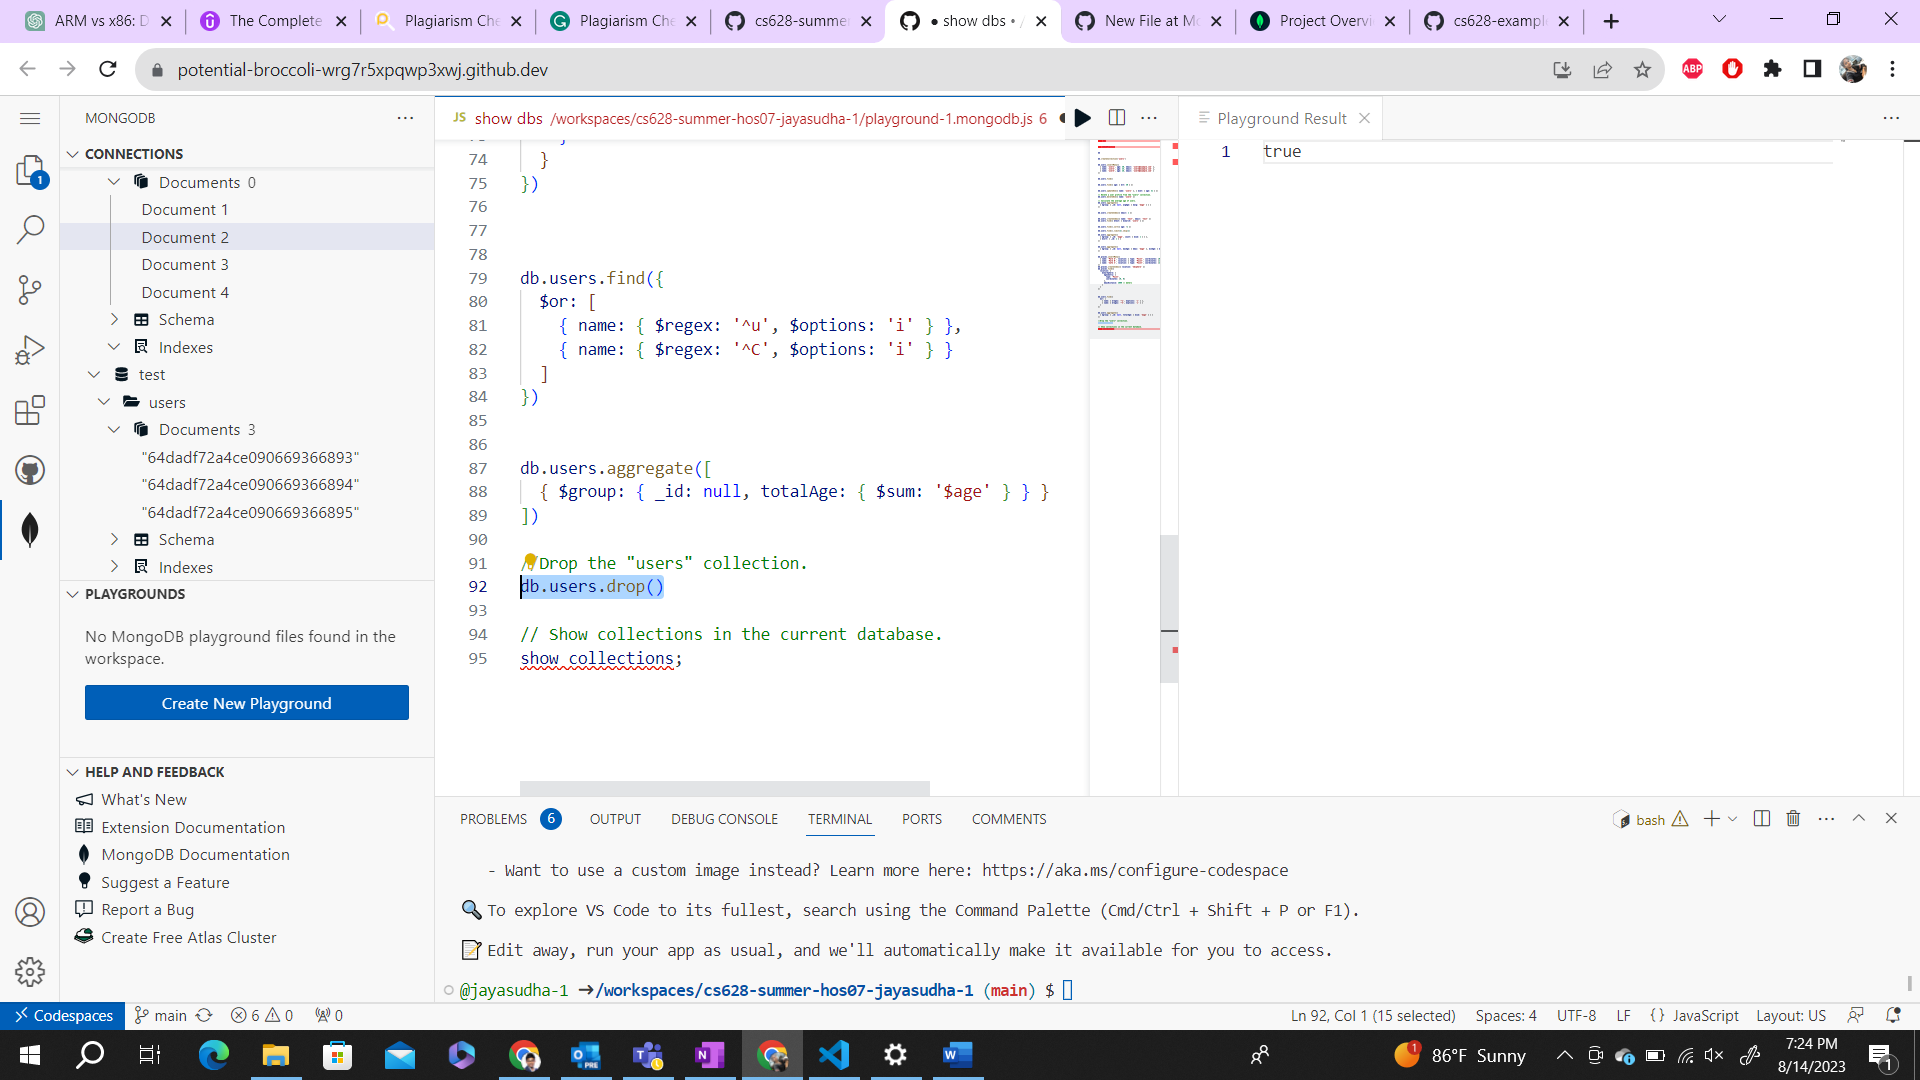 ARM vs x86: D
The Complete
Plagiarism Che
Plagiarism Che
cs628-summer
● show dbs • /
New File at Mo
Project Overvi
cs628-example
potential-broccoli-wrg7r5xpqwp3xwj.github.dev
ABP
MONGODB
CONNECTIONS
Documents 0
Document 1
Document 2
Document 3
Document 4
Schema
Indexes
test
users
Documents 3
"64dadf72a4ce090669366893"
"64dadf72a4ce090669366894"
"64dadf72a4ce090669366895"
Schema
Indexes
PLAYGROUNDS
No MongoDB playground files found in the
workspace.
Create New Playground
HELP AND FEEDBACK
What's New
Extension Documentation
MongoDB Documentation
Suggest a Feature
Report a Bug
Create Free Atlas Cluster
1
JS show dbs /workspaces/cs628-summer-hos07-jayasudha-1/playground-1.mongodb.js 6
74 }
75 })
76
77
78
79 db.users.find({
80 $or: [
81 { name: { $regex: '^u', $options: 'i' } },
82 { name: { $regex: '^C', $options: 'i' } }
83 ]
84 })
85
86
87 db.users.aggregate([
88 { $group: { _id: null, totalAge: { $sum: '$age' } } }
89 ])
90
91 //Drop the "users" collection.
92 db.users.drop()
93
94 // Show collections in the current database.
95 show collections;
Playground Result
1 true
PROBLEMS 6 OUTPUT DEBUG CONSOLE TERMINAL PORTS COMMENTS
bash
- Want to use a custom image instead? Learn more here: https://aka.ms/configure-codespace
To explore VS Code to its fullest, search using the Command Palette (Cmd/Ctrl + Shift + P or F1).
Edit away, run your app as usual, and we'll automatically make it available for you to access.
@jayasudha-1 →/workspaces/cs628-summer-hos07-jayasudha-1 (main) $
Codespaces main 6 0 0
Ln 92, Col 1 (15 selected) Spaces: 4 UTF-8 LF {} JavaScript Layout: US
PRE
1
86°F Sunny
7:24 PM
8/14/2023
1